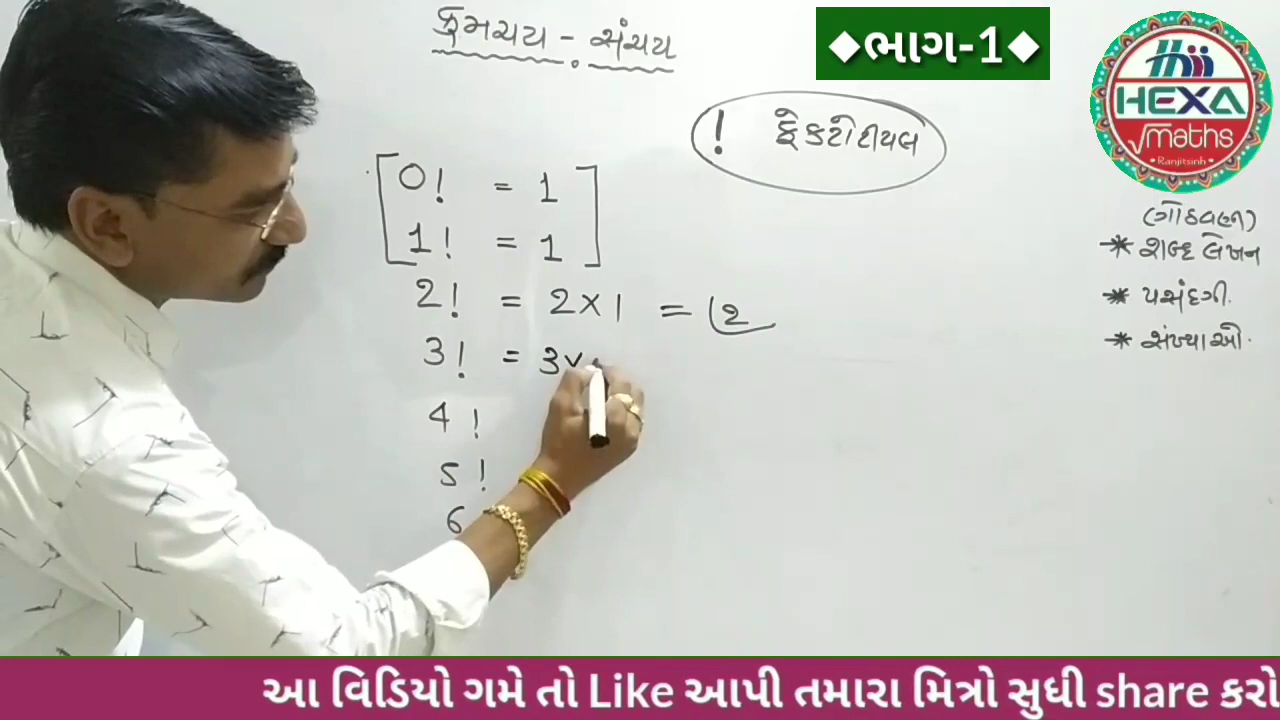 ક્રમચય - સંચય
◆ભાગ-1◆
HEXA
√maths
Ranjitsinh
! ફેકટોરીયલ
0! = 1
1! = 1
2! = 2×1 = 2
3! = 3×
4!
5!
6
(ગોઠવણ)
* શબ્દ લેખન
* પસંદગી.
* સંખ્યાઓ.
આ વિડિયો ગમે તો Like આપી તમારા મિત્રો સુધી share કરો